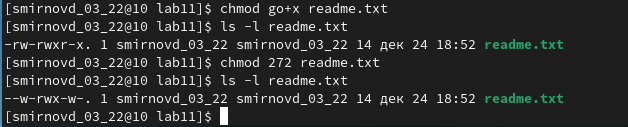 [smirnovd_03_22@10 lab11]$ chmod go+x readme.txt
[smirnovd_03_22@10 lab11]$ ls -l readme.txt
-rw-rwxr-x. 1 smirnovd_03_22 smirnovd_03_22 14 дек 24 18:52 readme.txt
[smirnovd_03_22@10 lab11]$ chmod 272 readme.txt
[smirnovd_03_22@10 lab11]$ ls -l readme.txt
--w-rwx-w-. 1 smirnovd_03_22 smirnovd_03_22 14 дек 24 18:52 readme.txt
[smirnovd_03_22@10 lab11]$